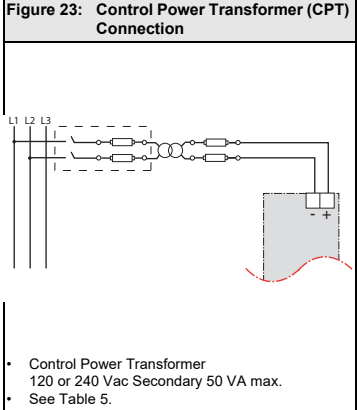 Figure 23: Control Power Transformer (CPT)
Connection
L1 L2 L3
- +
• Control Power Transformer
120 or 240 Vac Secondary 50 VA max.
• See Table 5.